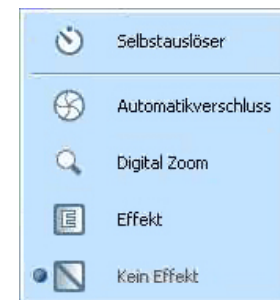 Selbstauslöser
Automatikverschluss
Digital Zoom
Effekt
Kein Effekt